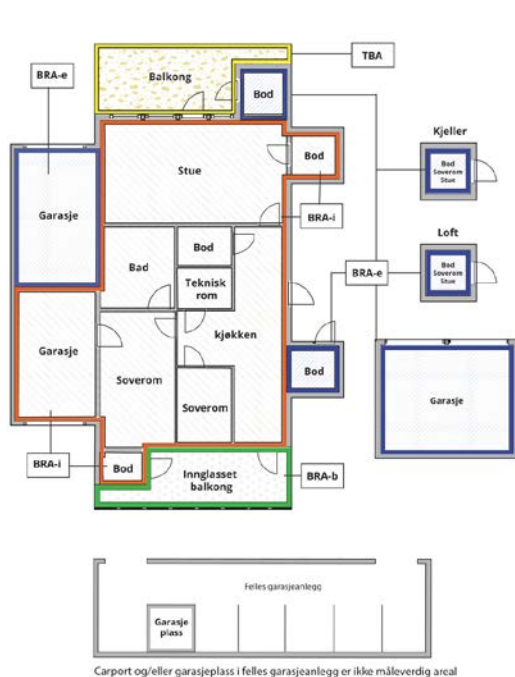 TBA
BRA-e
Balkong
Bod
Kjeller
Stue
Bod
Bod
Soverom
Stue
Garasje
BRA-i
Loft
Bod
Bad
Teknisk
rom
BRA-e
Bod
Soverom
Stue
Garasje
kjøkken
Soverom
Bod
Garasje
Soverom
BRA-i
Bod
Innglasset
balkong
BRA-b
Felles garasjeanlegg
Garasje
plass
Carport og/eller garasjeplass i felles garasjeanlegg er ikke måleverdig areal